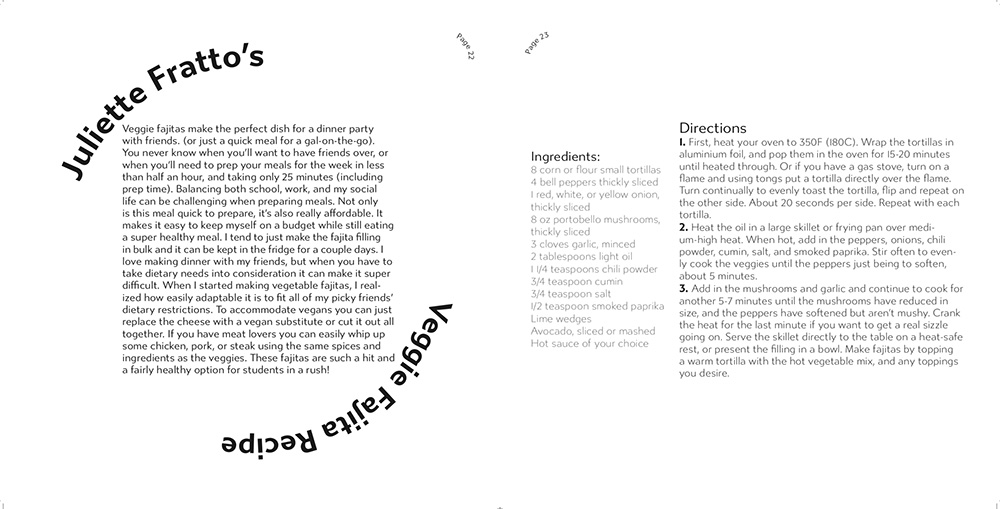 Juliette Fratto's
Veggie fajitas make the perfect dish for a dinner party
with friends. (or just a quick meal for a gal-on-the-go).
You never know when you'll want to have friends over, or
when you'll need to prep your meals for the week in less
than half an hour, and taking only 25 minutes (including
prep time). Balancing both school, work, and my social
life can be challenging when preparing meals. Not only
is this meal quick to prepare, it's also really affordable. It
makes it easy to keep myself on a budget while still eating
a super healthy meal. I tend to just make the fajita filling
in bulk and it can be kept in the fridge for a couple days. I
love making dinner with my friends, but when you have to
take dietary needs into consideration it can make it super
difficult. When I started making vegetable fajitas, I real-
ized how easily adaptable it is to fit all of my picky friends'
dietary restrictions. To accommodate vegans you can just
replace the cheese with a vegan substitute or cut it out all
together. If you have meat lovers you can easily whip up
some chicken, pork, or steak using the same spices and
ingredients as the veggies. These fajitas are such a hit and
a fairly healthy option for students in a rush!
Veggie Fajita Recipe
Page 22
Page 23
Ingredients:
8 corn or flour small tortillas
4 bell peppers thickly sliced
1 red, white, or yellow onion,
thickly sliced
8 oz portobello mushrooms,
thickly sliced
3 cloves garlic, minced
2 tablespoons light oil
1 1/4 teaspoons chili powder
3/4 teaspoon cumin
3/4 teaspoon salt
1/2 teaspoon smoked paprika
Lime wedges
Avocado, sliced or mashed
Hot sauce of your choice
Directions
1. First, heat your oven to 350F (180C). Wrap the tortillas in
aluminium foil, and pop them in the oven for 15-20 minutes
until heated through. Or if you have a gas stove, turn on a
flame and using tongs put a tortilla directly over the flame.
Turn continually to evenly toast the tortilla, flip and repeat on
the other side. About 20 seconds per side. Repeat with each
tortilla.
2. Heat the oil in a large skillet or frying pan over medi-
um-high heat. When hot, add in the peppers, onions, chili
powder, cumin, salt, and smoked paprika. Stir often to even-
ly cook the veggies until the peppers just being to soften,
about 5 minutes.
3. Add in the mushrooms and garlic and continue to cook for
another 5-7 minutes until the mushrooms have reduced in
size, and the peppers have softened but aren't mushy. Crank
the heat for the last minute if you want to get a real sizzle
going on. Serve the skillet directly to the table on a heat-safe
rest, or present the filling in a bowl. Make fajitas by topping
a warm tortilla with the hot vegetable mix, and any toppings
you desire.